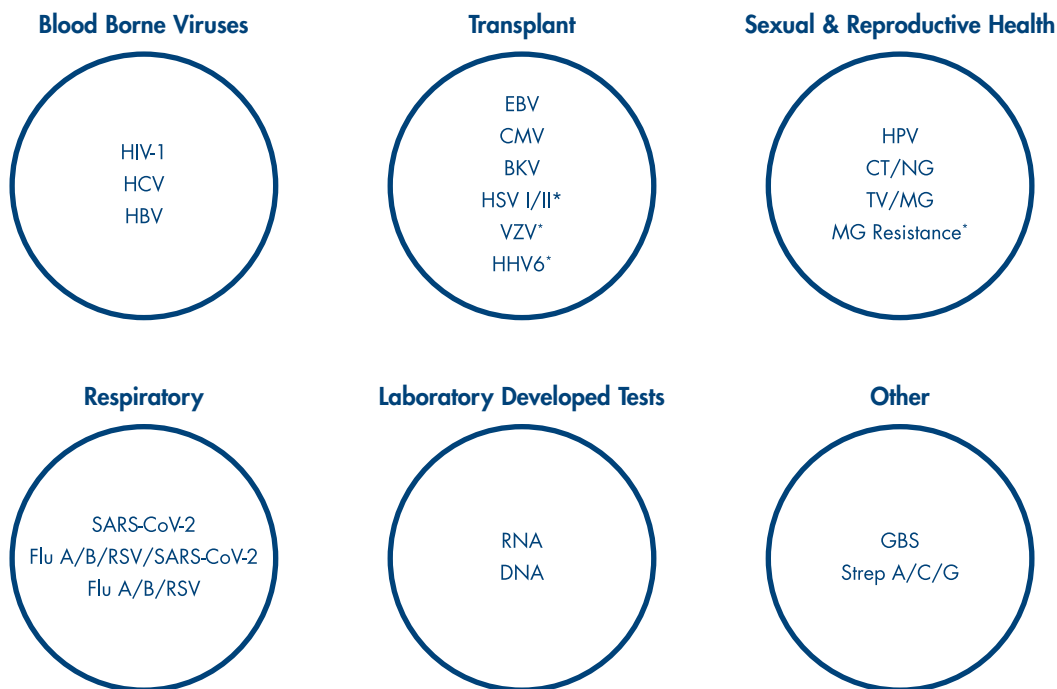 Blood Borne Viruses
HIV-1
HCV
HBV
Transplant
EBV
CMV
BKV
HSV I/II*
VZV*
HHV6*
Sexual & Reproductive Health
HPV
CT/NG
TV/MG
MG Resistance*
Respiratory
SARS-CoV-2
Flu A/B/RSV/SARS-CoV-2
Flu A/B/RSV
Laboratory Developed Tests
RNA
DNA
Other
GBS
Strep A/C/G